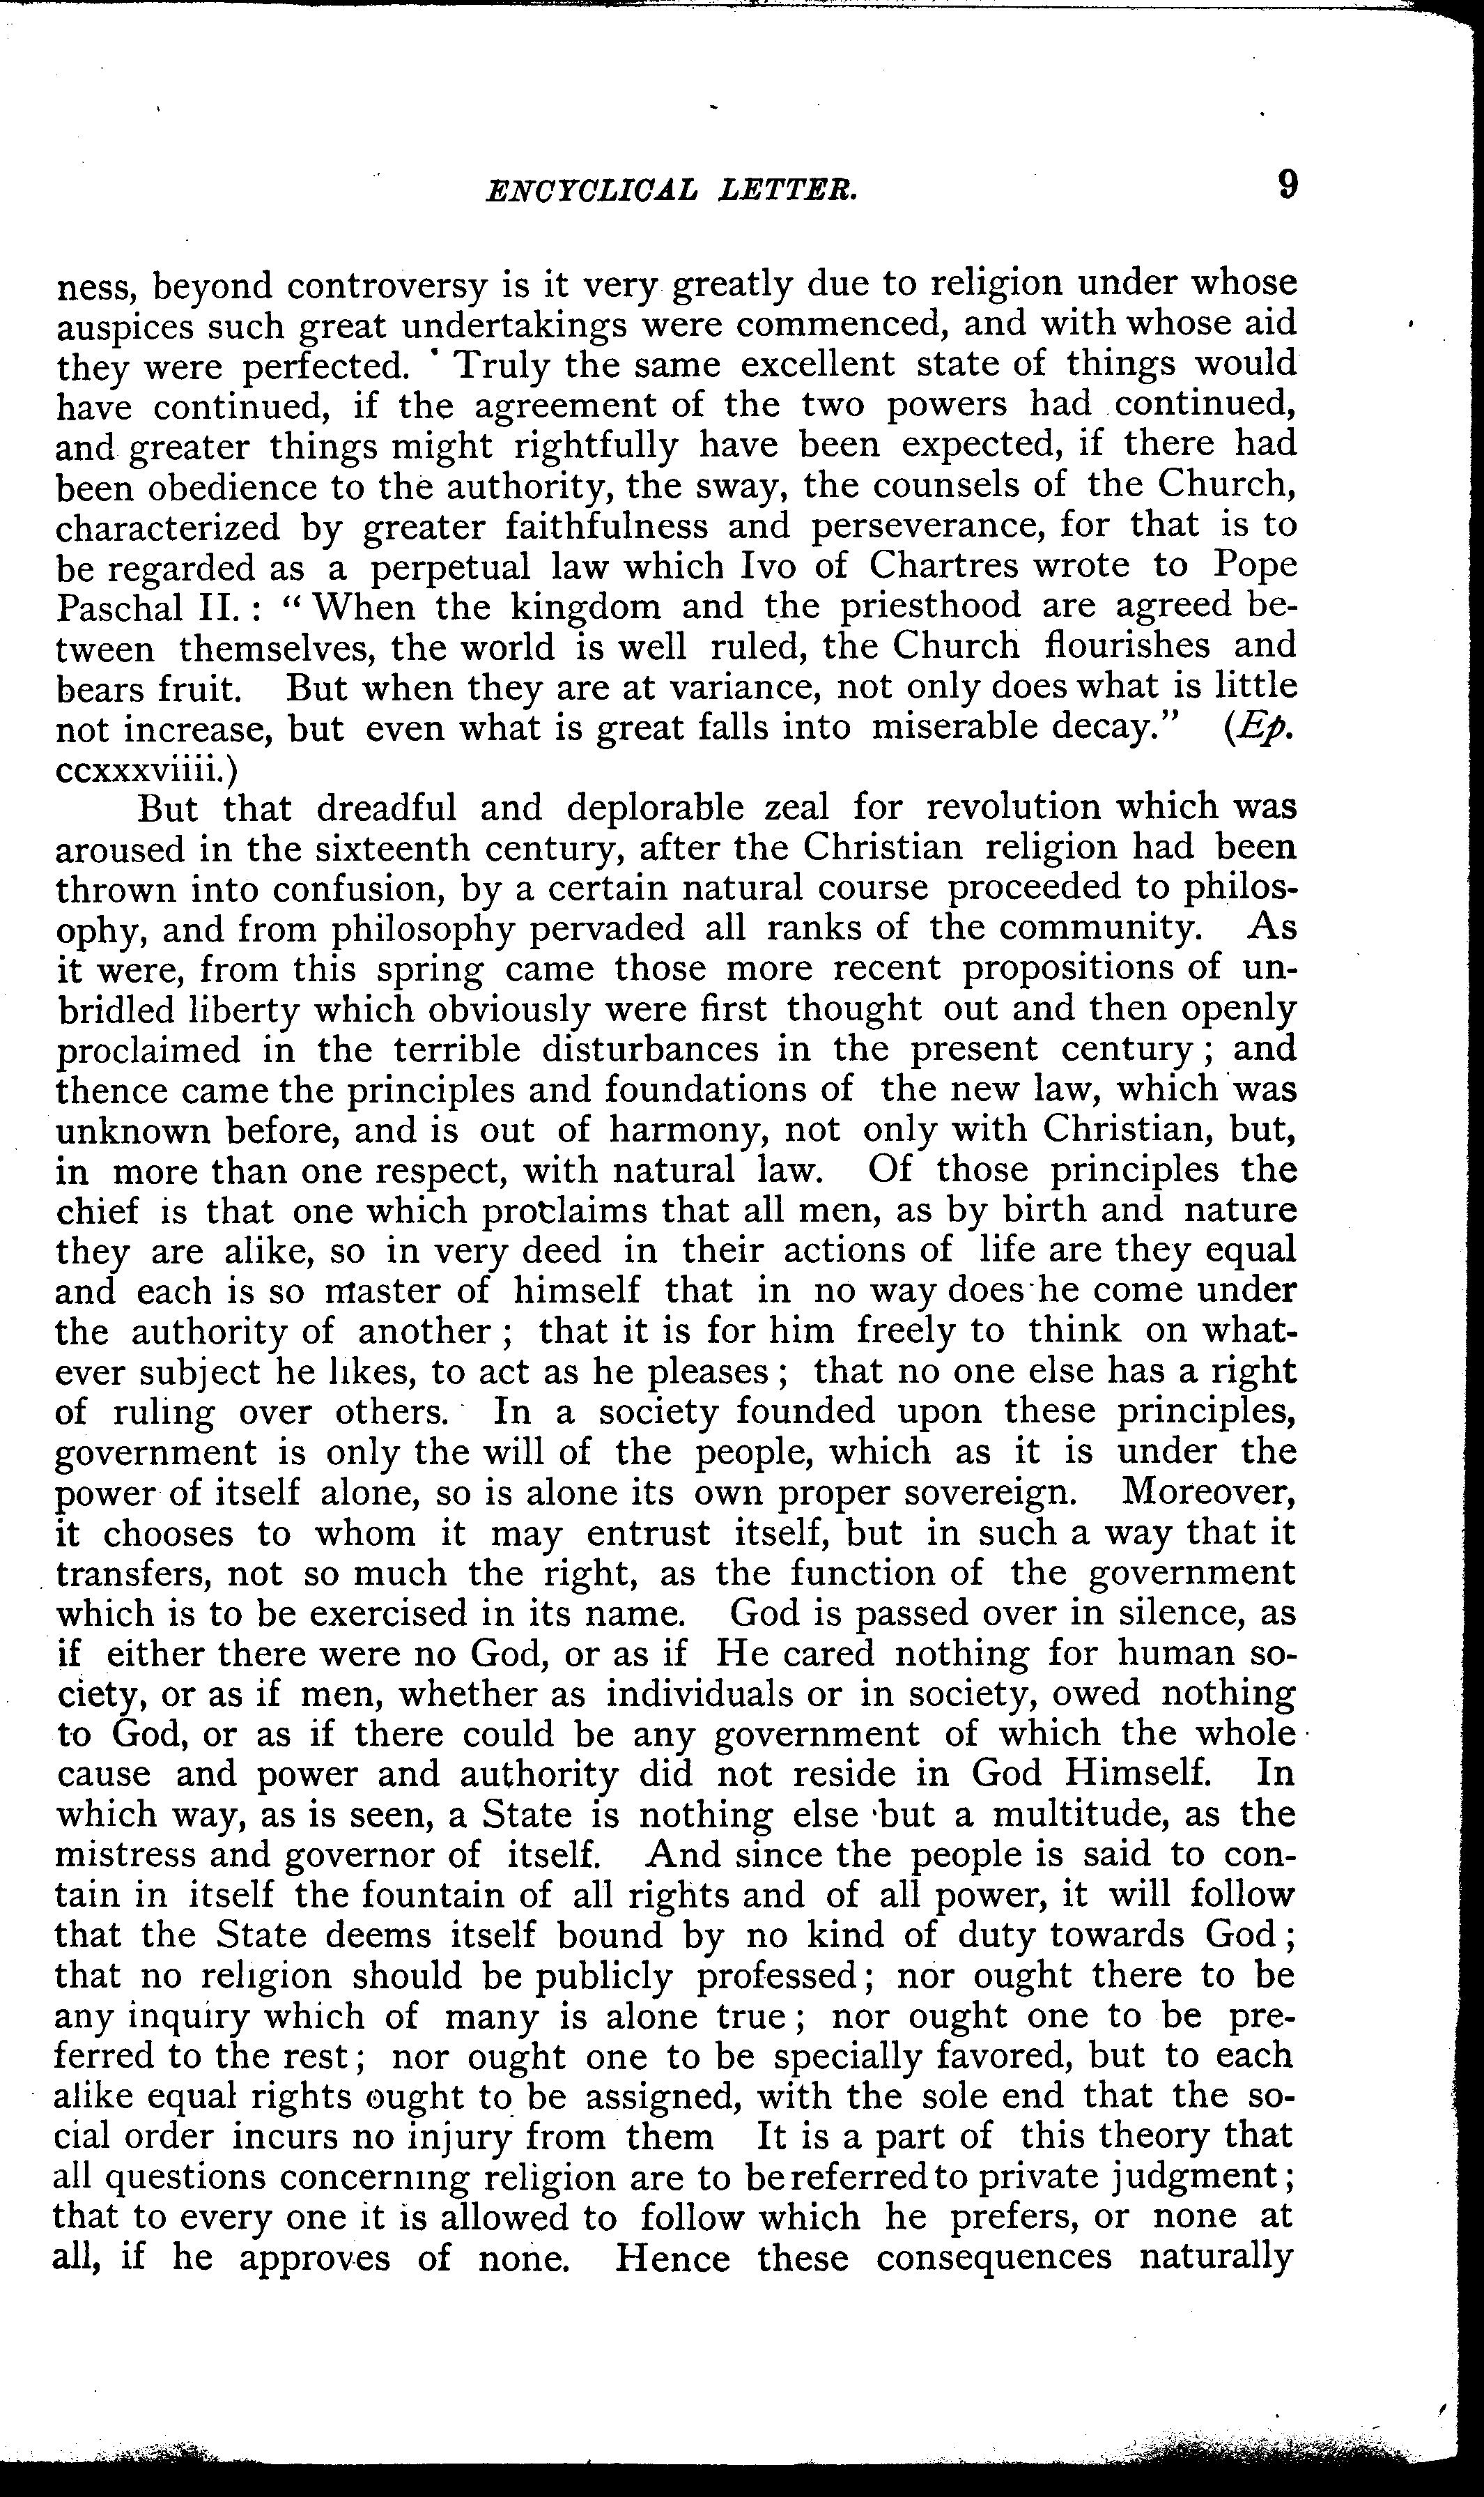 ENCYCLICAL LETTER. 9
ness, beyond controversy is it very greatly due to religion under whose
auspices such great undertakings were commenced, and with whose aid
they were perfected. Truly the same excellent state of things would
have continued, if the agreement of the two powers had continued,
and greater things might rightfully have been expected, if there had
been obedience to the authority, the sway, the counsels of the Church,
characterized by greater faithfulness and perseverance, for that is to
be regarded as a perpetual law which Ivo of Chartres wrote to Pope
Paschal II. : “ When the kingdom and the priesthood are agreed be-
tween themselves, the world is well ruled, the Church flourishes and
bears fruit. But when they are at variance, not only does what is little
not increase, but even what is great falls into miserable decay.” (Ep.
ccxxxviiii.)
But that dreadful and deplorable zeal for revolution which was
aroused in the sixteenth century, after the Christian religion had been
thrown into confusion, by a certain natural course proceeded to philos-
ophy, and from philosophy pervaded all ranks of the community. As
it were, from this spring came those more recent propositions of un-
bridled liberty which obviously were first thought out and then openly
proclaimed in the terrible disturbances in the present century ; and
thence came the principles and foundations of the new law, which was
unknown before, and is out of harmony, not only with Christian, but,
in more than one respect, with natural law. Of those principles the
chief is that one which proclaims that all men, as by birth and nature
they are alike, so in very deed in their actions of life are they equal
and each is so master of himself that in no way does he come under
the authority of another ; that it is for him freely to think on what-
ever subject he likes, to act as he pleases ; that no one else has a right
of ruling over others. In a society founded upon these principles,
government is only the will of the people, which as it is under the
power of itself alone, so is alone its own proper sovereign. Moreover,
it chooses to whom it may entrust itself, but in such a way that it
transfers, not so much the right, as the function of the government
which is to be exercised in its name. God is passed over in silence, as
if either there were no God, or as if He cared nothing for human so-
ciety, or as if men, whether as individuals or in society, owed nothing
to God, or as if there could be any government of which the whole
cause and power and authority did not reside in God Himself. In
which way, as is seen, a State is nothing else but a multitude, as the
mistress and governor of itself. And since the people is said to con-
tain in itself the fountain of all rights and of all power, it will follow
that the State deems itself bound by no kind of duty towards God ;
that no religion should be publicly professed ; nor ought there to be
any inquiry which of many is alone true ; nor ought one to be pre-
ferred to the rest ; nor ought one to be specially favored, but to each
alike equal rights ought to be assigned, with the sole end that the so-
cial order incurs no injury from them It is a part of this theory that
all questions concerning religion are to be referred to private judgment ;
that to every one it is allowed to follow which he prefers, or none at
all, if he approves of none. Hence these consequences naturally